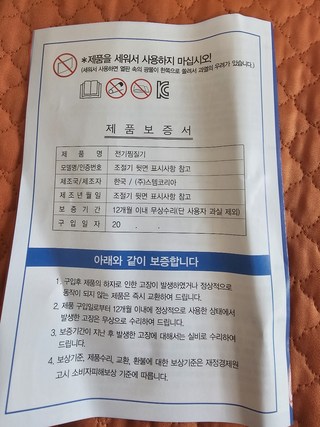 *제품을 세워서 사용하지 마십시오!
(세워서 사용하면 열판 속의 광물이 한쪽으로 몰려서 과열의 우려가 있습니다.)
제 품 보 증 서
제 품 명 전기찜질기
모델명/인증번호 조절기 뒷면 표시사항 참고
제조국/제조자 한국 / (주)스템코리아
제 조 년 월 일 조절기 뒷면 표시사항 참고
보 증 기 간 12개월 이내 무상수리(단 사용자 과실 제외)
구 입 일 자 20 . . .
아래와 같이 보증합니다
1. 구입후 제품의 하자로 인한 고장이 발생하였거나 정상적으로
동작이 되지 않는 제품은 즉시 교환하여 드립니다.
2. 제품 구입일로부터 12개월 이내에 정상적으로 사용한 상태에서
발생한 고장은 무상으로 수리하여 드립니다.
3. 보증기간이 지난 후 발생한 고장에 대해서는 실비로 수리하여
드립니다.
4. 보상기준, 제품수리, 교환, 환불에 대한 보상기준은 재정경제원
고시 소비자피해보상 기준에 따릅니다.